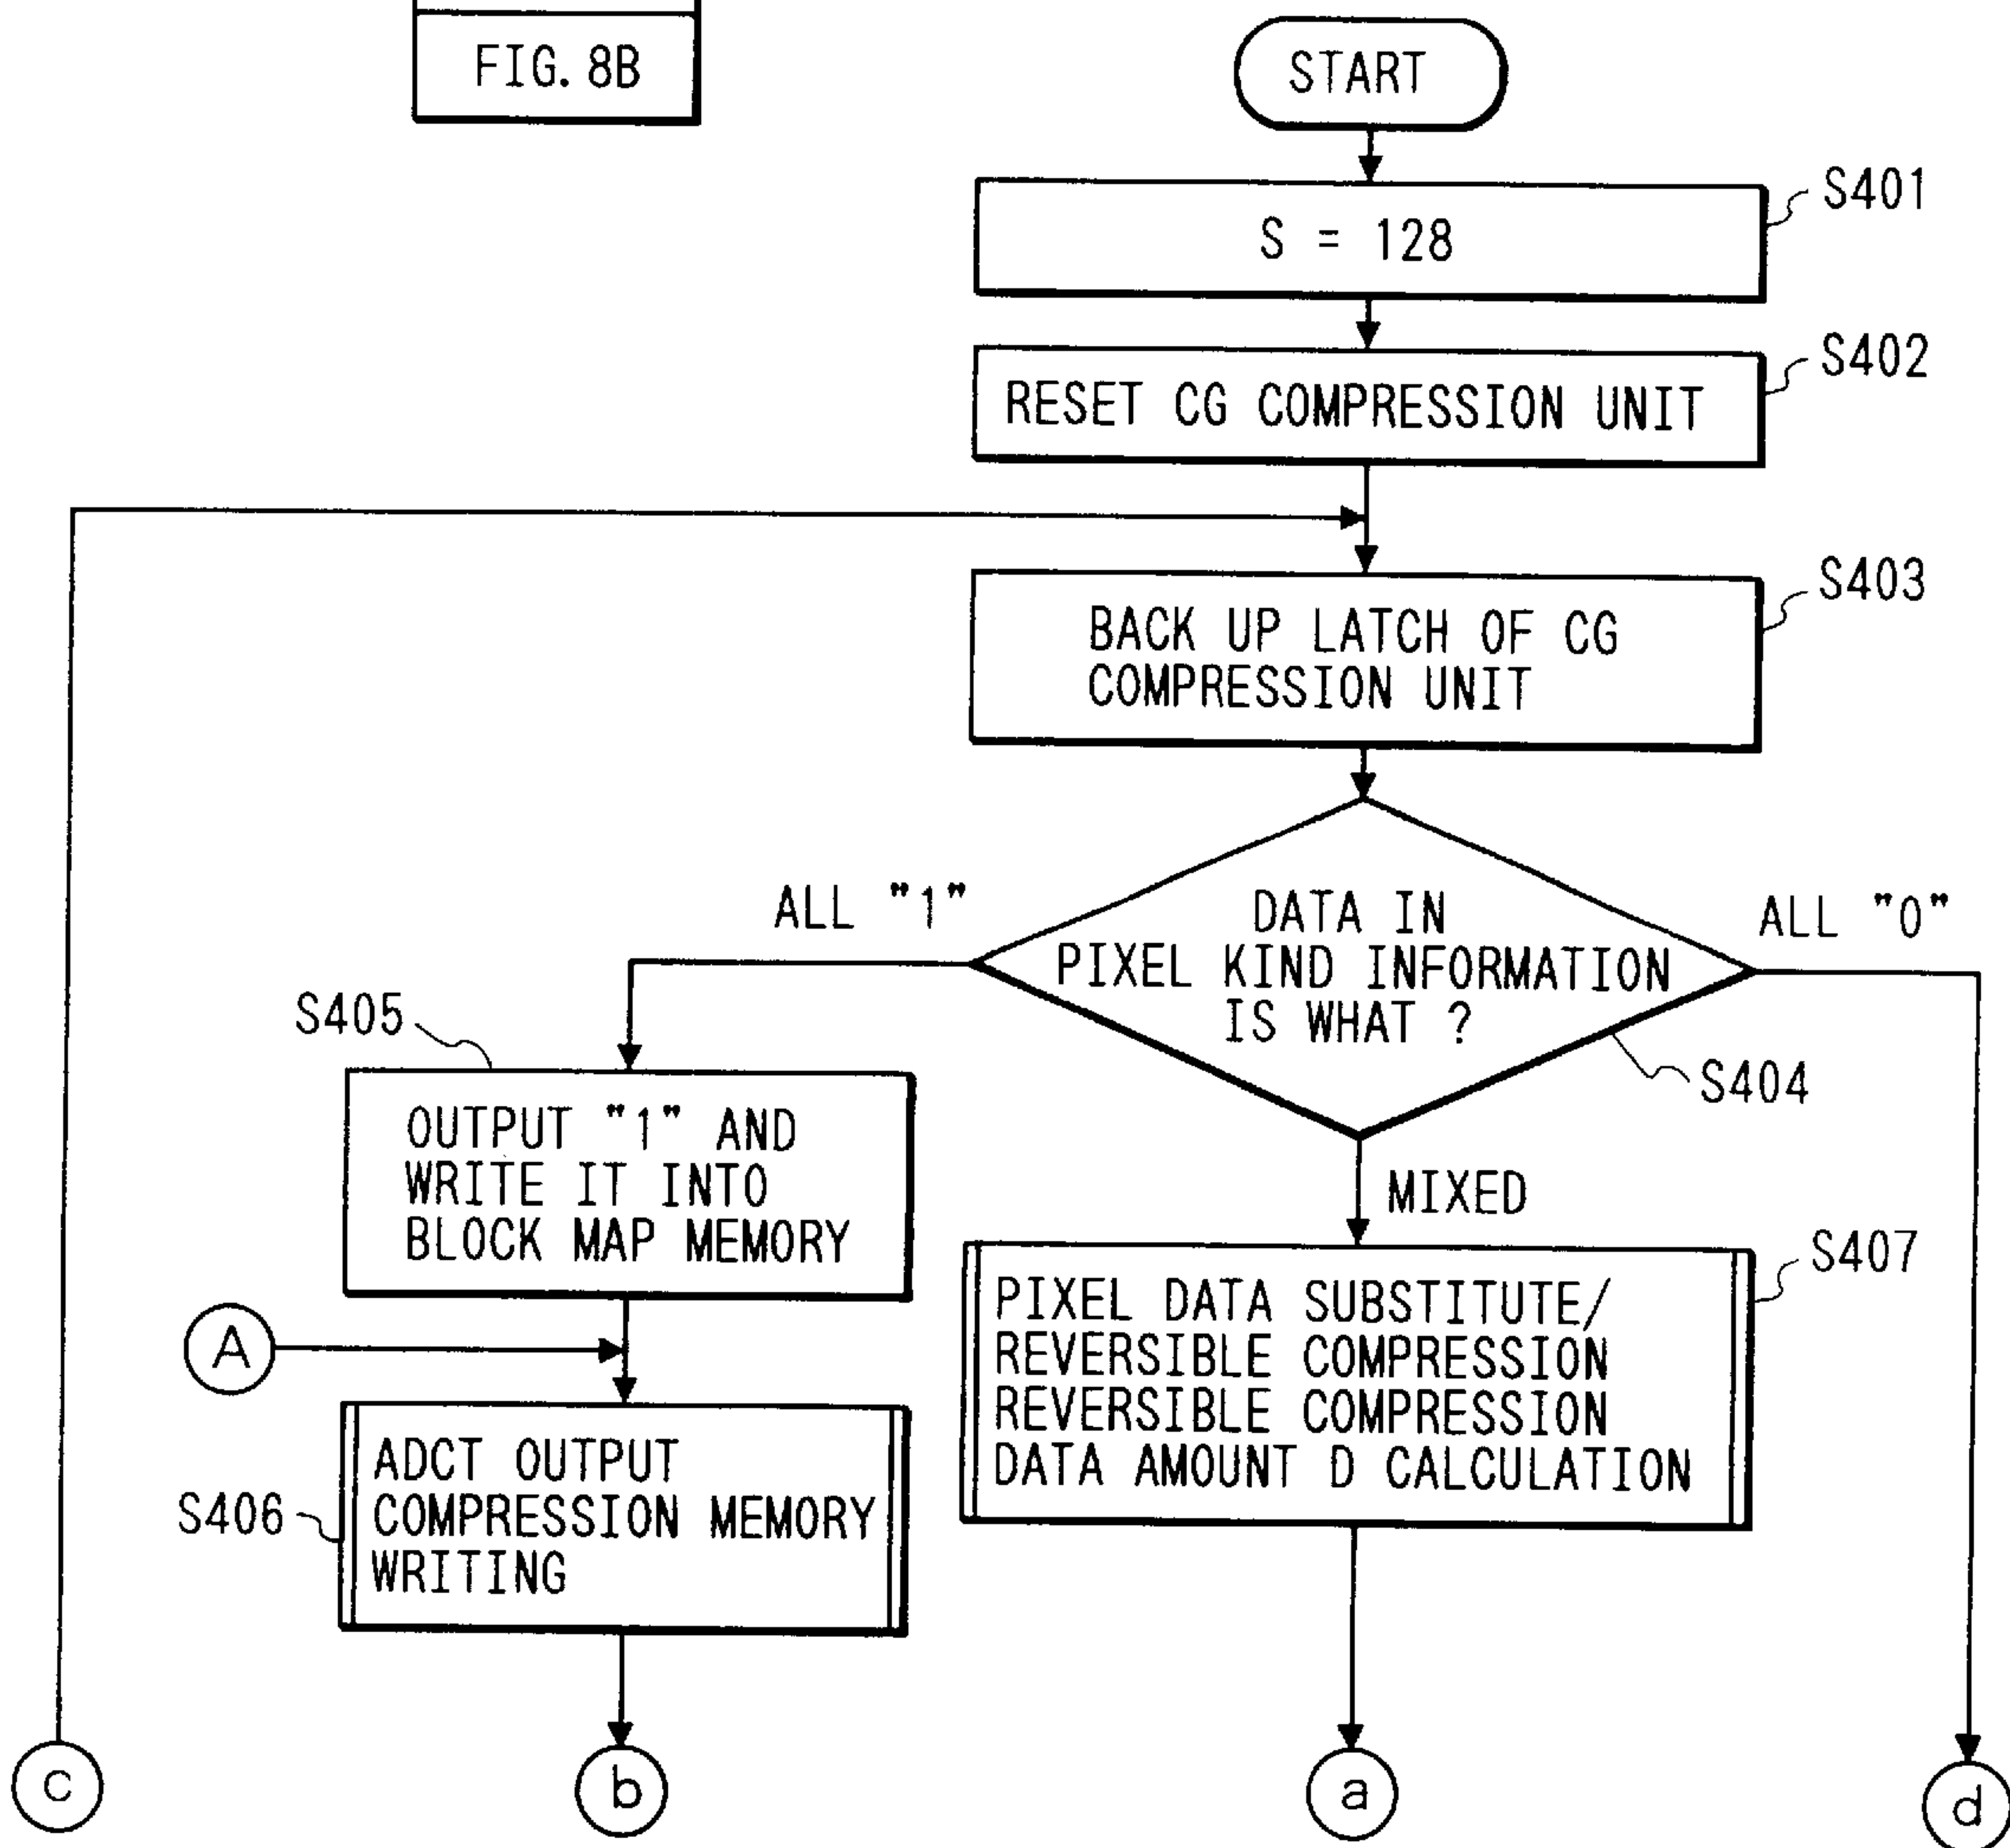 FIG. 8B
START
S401
S = 128
S402
RESET CG COMPRESSION UNIT
S403
BACK UP LATCH OF CG
COMPRESSION UNIT
ALL "1"
DATA IN
PIXEL KIND INFORMATION
IS WHAT ?
ALL "0"
S404
S405
OUTPUT "1" AND
WRITE IT INTO
BLOCK MAP MEMORY
MIXED
S407
PIXEL DATA SUBSTITUTE/
REVERSIBLE COMPRESSION
REVERSIBLE COMPRESSION
DATA AMOUNT D CALCULATION
A
S406
ADCT OUTPUT
COMPRESSION MEMORY
WRITING
c
b
a
d